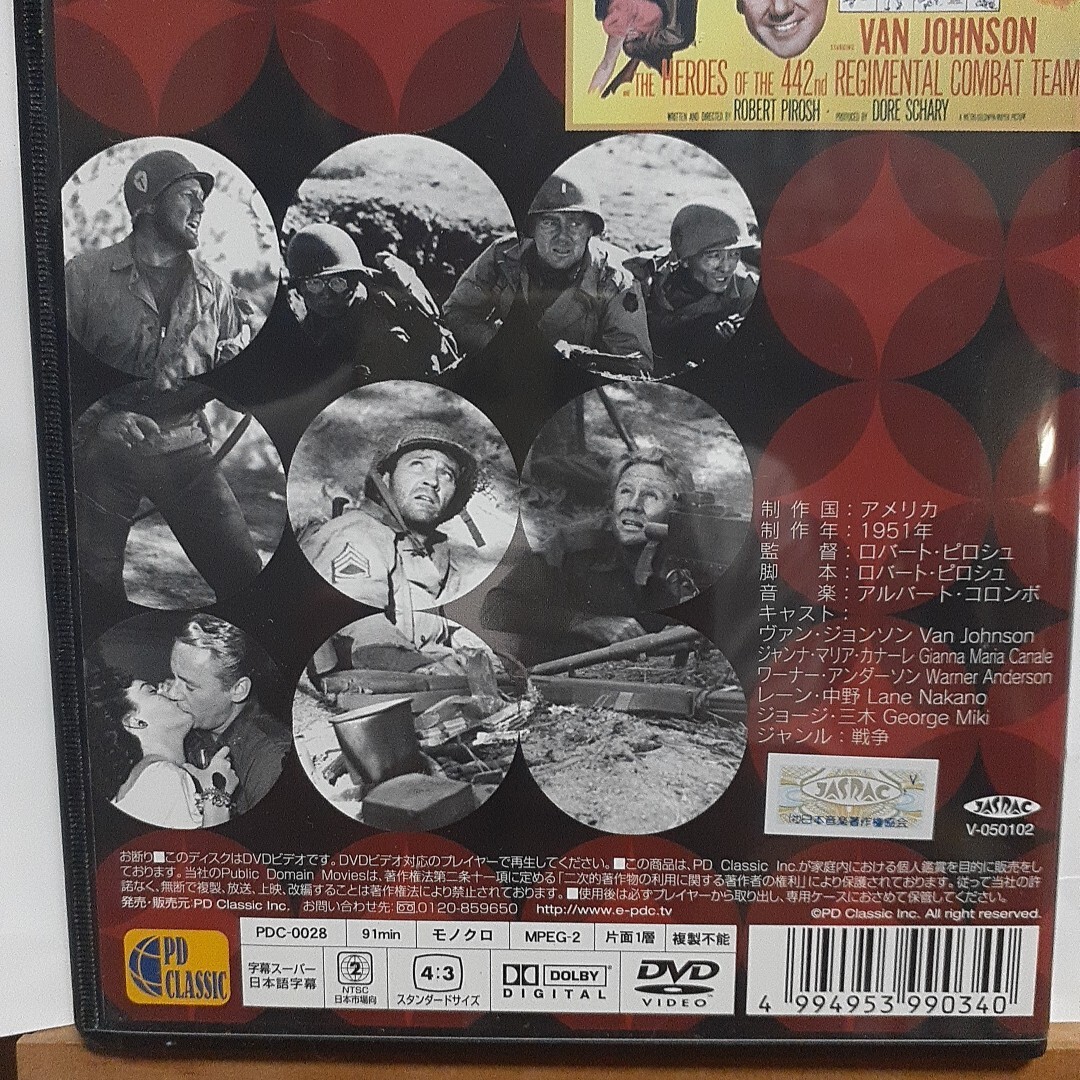 STARRING VAN JOHNSON
THE HEROES OF THE 442nd REGIMENTAL COMBAT TEAM
WRITTEN AND DIRECTED BY ROBERT PIROSH · PRODUCED BY DORE SCHARY A METRO-GOLDWYN-MAYER PICTURE
制作国：アメリカ
制作年：1951年
監督：ロバート・ピロシュ
脚本：ロバート・ピロシュ
音楽：アルバート・コロンボ
キャスト：
ヴァン・ジョンソン Van Johnson
ジャンナ・マリア・カナーレ Gianna Maria Canale
ワーナー・アンダーソン Warner Anderson
レーン・中野 Lane Nakano
ジョージ・三木 George Miki
ジャンル：戦争
V
JASRAC
日本音楽著作権協会
JASRAC
V-050102
お断り■このディスクはDVDビデオです。DVDビデオ対応のプレイヤーで再生してください。■この商品は、PD Classic Inc.が家庭内における個人鑑賞を目的に販売をし
ております。当社のPublic Domain Moviesは、著作権法第二条十一項に定める「二次的著作物の利用に関する著作者の権利」により保護されております。従って当社の許
諾なく、無断で複製、放送、上映、改編することは著作権法により禁止されております。■使用後は必ずプレイヤーから取り出し、専用ケースにおさめて保管してください。
発売・販売元:PD Classic Inc. お問い合わせ先:0120-859650 http://www.e-pdc.tv
©PD Classic Inc. All right reserved.
PD CLASSIC
PDC-0028 91min モノクロ MPEG-2 片面1層 複製不能
字幕スーパー
日本語字幕
2
NTSC
日本市場向
4:3
スタンダードサイズ
DOLBY
DIGITAL
DVD
VIDEO
4 994953 990340